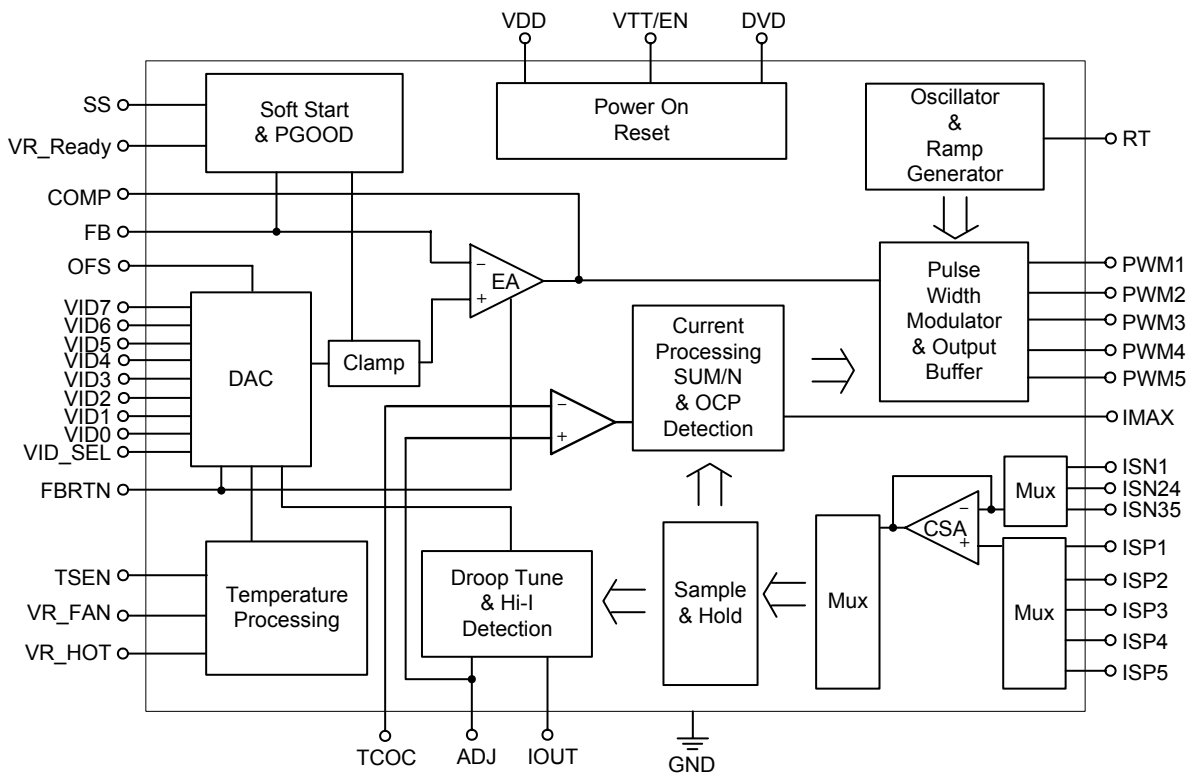 VDD
VTT/EN
DVD
SS
VR_Ready
COMP
FB
OFS
VID7
VID6
VID5
VID4
VID3
VID2
VID1
VID0
VID_SEL
FBRTN
TSEN
VR_FAN
VR_HOT
Soft Start
& PGOOD
Power On
Reset
Oscillator
&
Ramp
Generator
RT
−
EA
+
DAC
Clamp
Current
Processing
SUM/N
& OCP
Detection
Pulse
Width
Modulator
& Output
Buffer
PWM1
PWM2
PWM3
PWM4
PWM5
IMAX
−
+
Temperature
Processing
Droop Tune
& Hi-I
Detection
Sample
& Hold
Mux
−
CSA
+
Mux
Mux
ISN1
ISN24
ISN35
ISP1
ISP2
ISP3
ISP4
ISP5
TCOC
ADJ
IOUT
GND